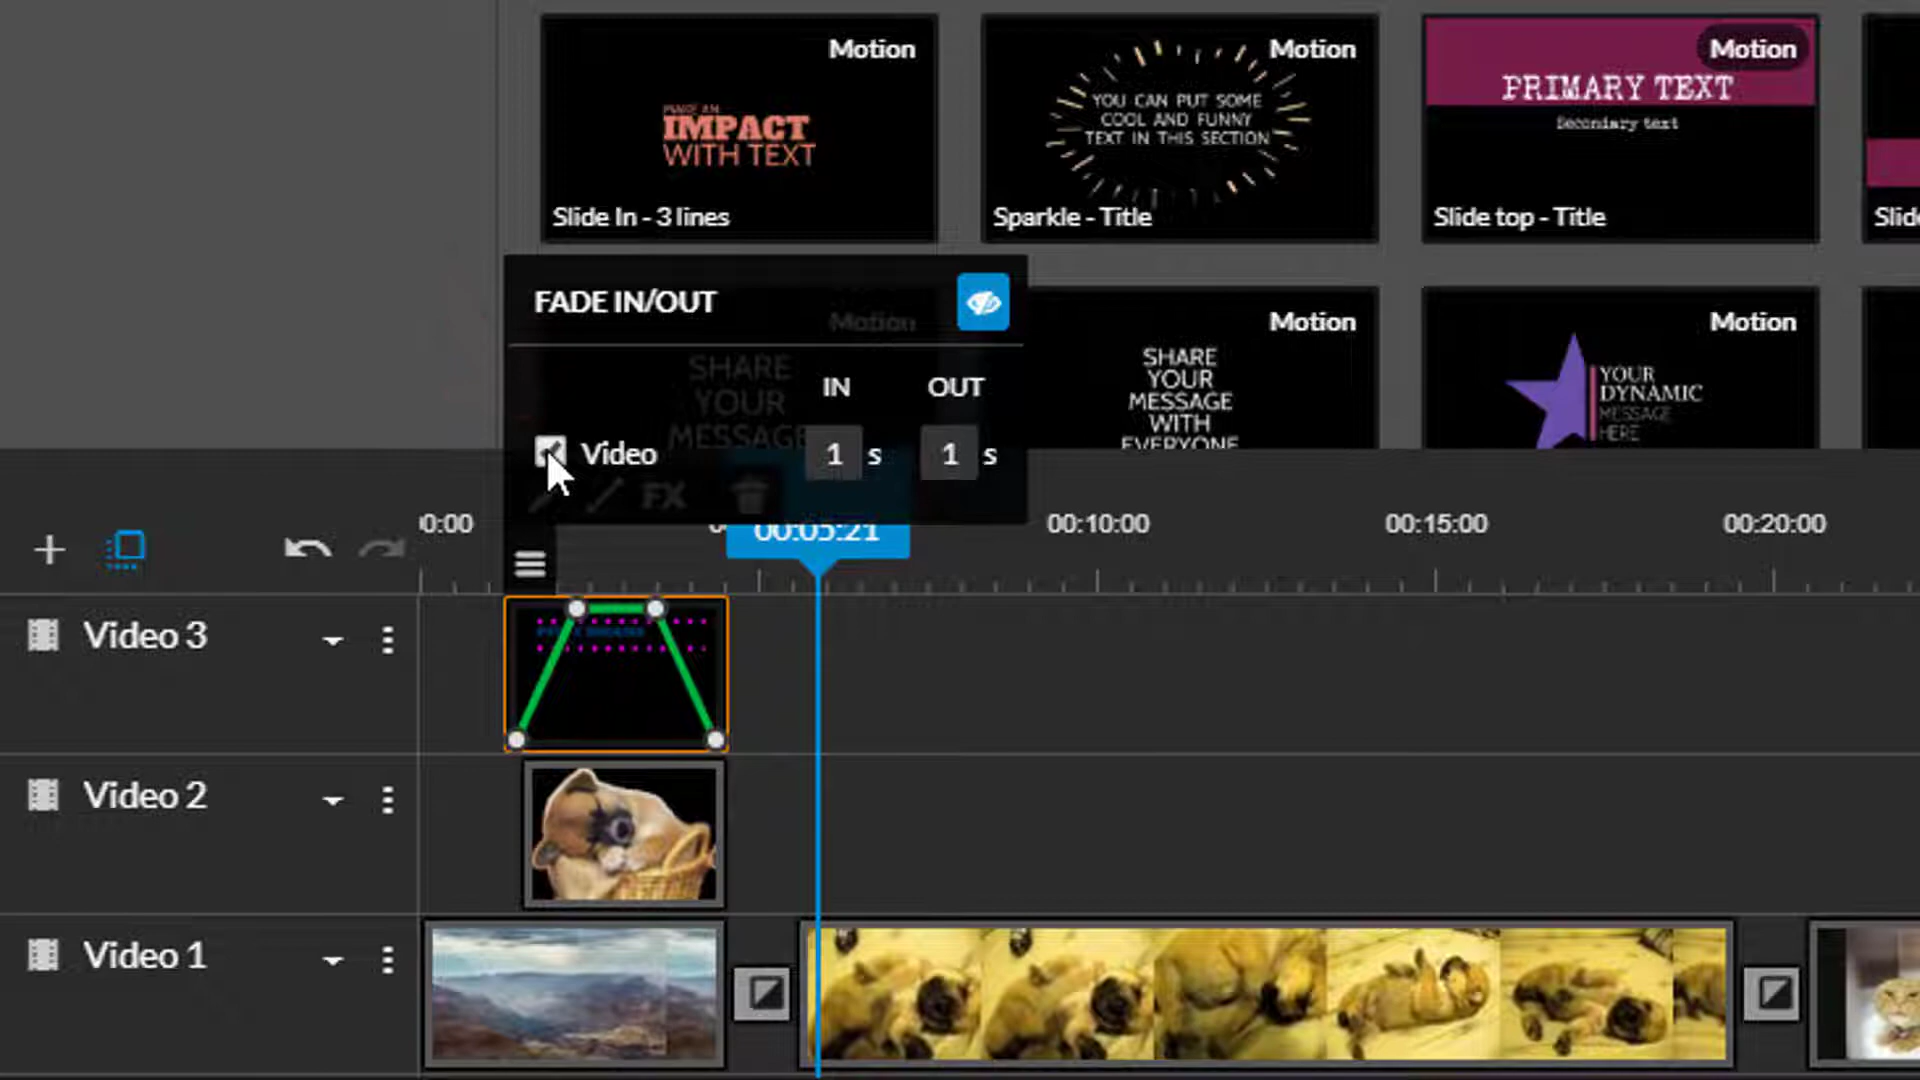 Motion
MAKE AN
IMPACT
WITH TEXT
Slide In - 3 lines
Motion
YOU CAN PUT SOME
COOL AND FUNNY
TEXT IN THIS SECTION
Sparkle - Title
Motion
PRIMARY TEXT
Secondary text
Slide top - Title
Slid
FADE IN/OUT
Motion
SHARE
YOUR
MESSAGE
IN
OUT
Video
1 s
1 s
FX
Motion
SHARE
YOUR
MESSAGE
WITH
EVERYONE
Motion
YOUR
DYNAMIC
MESSAGE
HERE
0:00
00:05:21
00:10:00
00:15:00
00:20:00
Video 3
Video 2
Video 1